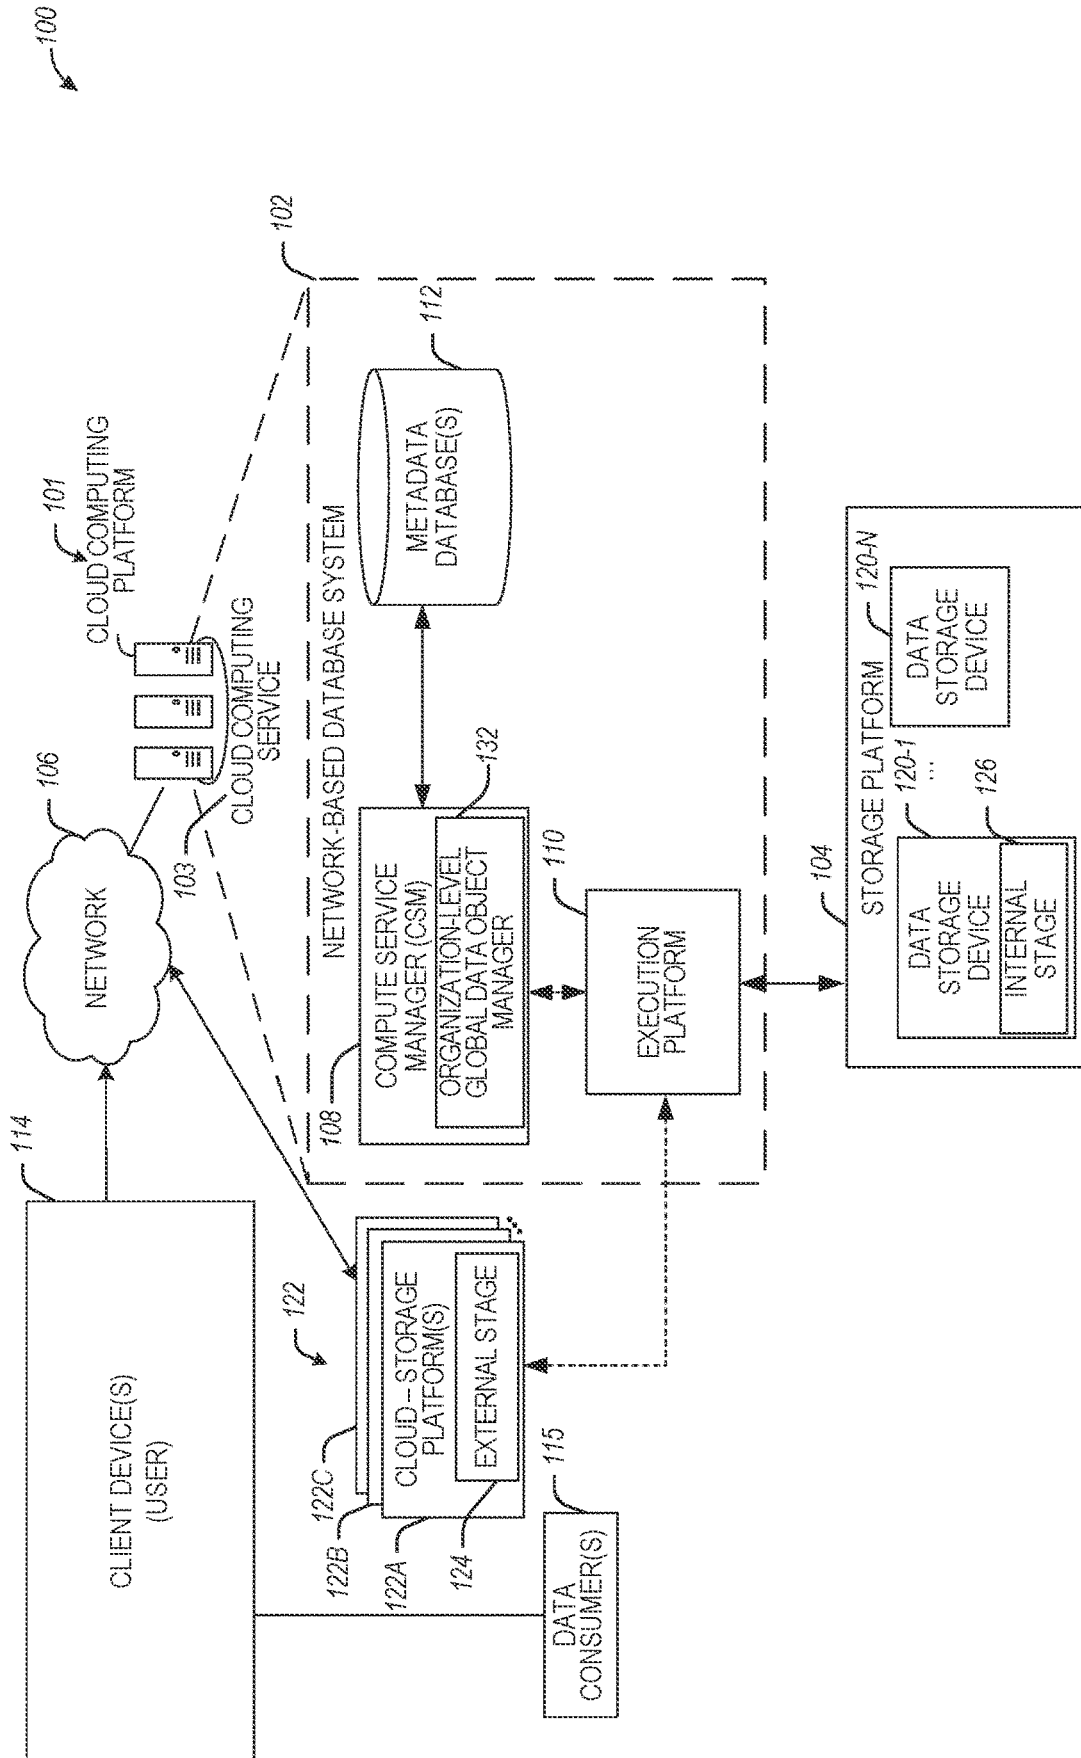 100
114
CLIENT DEVICE(S)
(USER)
106
NETWORK
101
CLOUD COMPUTING
PLATFORM
103
CLOUD COMPUTING
SERVICE
102
122
122C
122B
122A
CLOUD – STORAGE
PLATFORM(S)
EXTERNAL STAGE
124
115
DATA
CONSUMER(S)
NETWORK-BASED DATABASE SYSTEM
108
COMPUTE SERVICE
MANAGER (CSM)
ORGANIZATION-LEVEL
GLOBAL DATA OBJECT
MANAGER
132
112
METADATA
DATABASE(S)
110
EXECUTION
PLATFORM
104
STORAGE PLATFORM
120-1
...
120-N
DATA
STORAGE
DEVICE
126
INTERNAL
STAGE
DATA
STORAGE
DEVICE